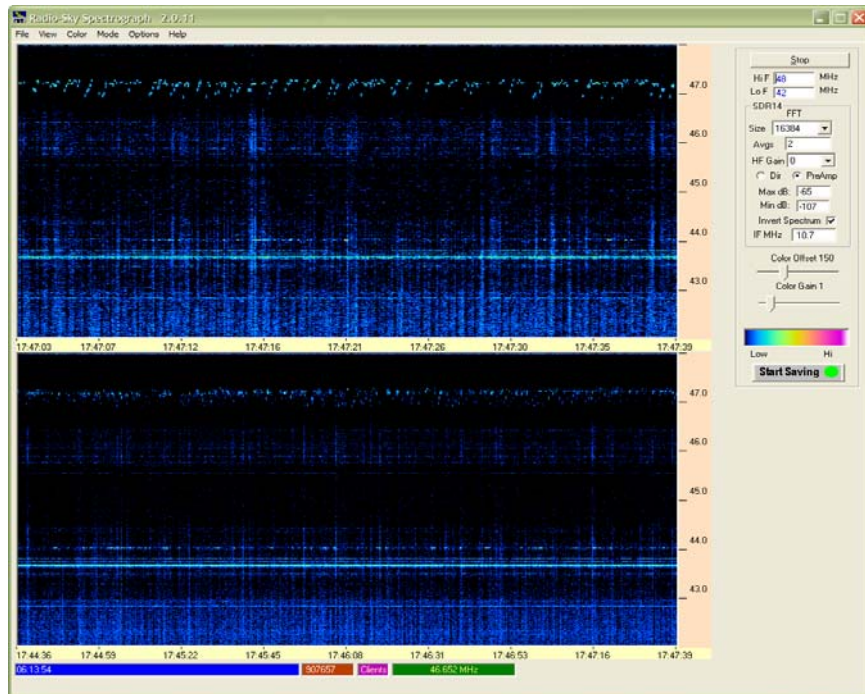 Radio-Sky Spectrograph 2.0.11
File View Color Mode Options Help
47.0
46.0
45.0
44.0
43.0
17:47:03 17:47:07 17:47:12 17:47:16 17:47:21 17:47:26 17:47:30 17:47:35 17:47:39
47.0
46.0
45.0
44.0
43.0
17:44:36 17:44:59 17:45:22 17:45:45 17:46:08 17:46:31 17:46:53 17:47:16 17:47:39
06:13:54 907657 Clients 46.652 MHz
Stop
Hi F 48 MHz
Lo F 42 MHz
SDR14
FFT
Size 16384
Avgs 2
HF Gain 0
Dir PreAmp
Max dB: -65
Min dB: -107
Invert Spectrum
IF MHz 10.7
Color Offset 150
Color Gain 1
Low Hi
Start Saving